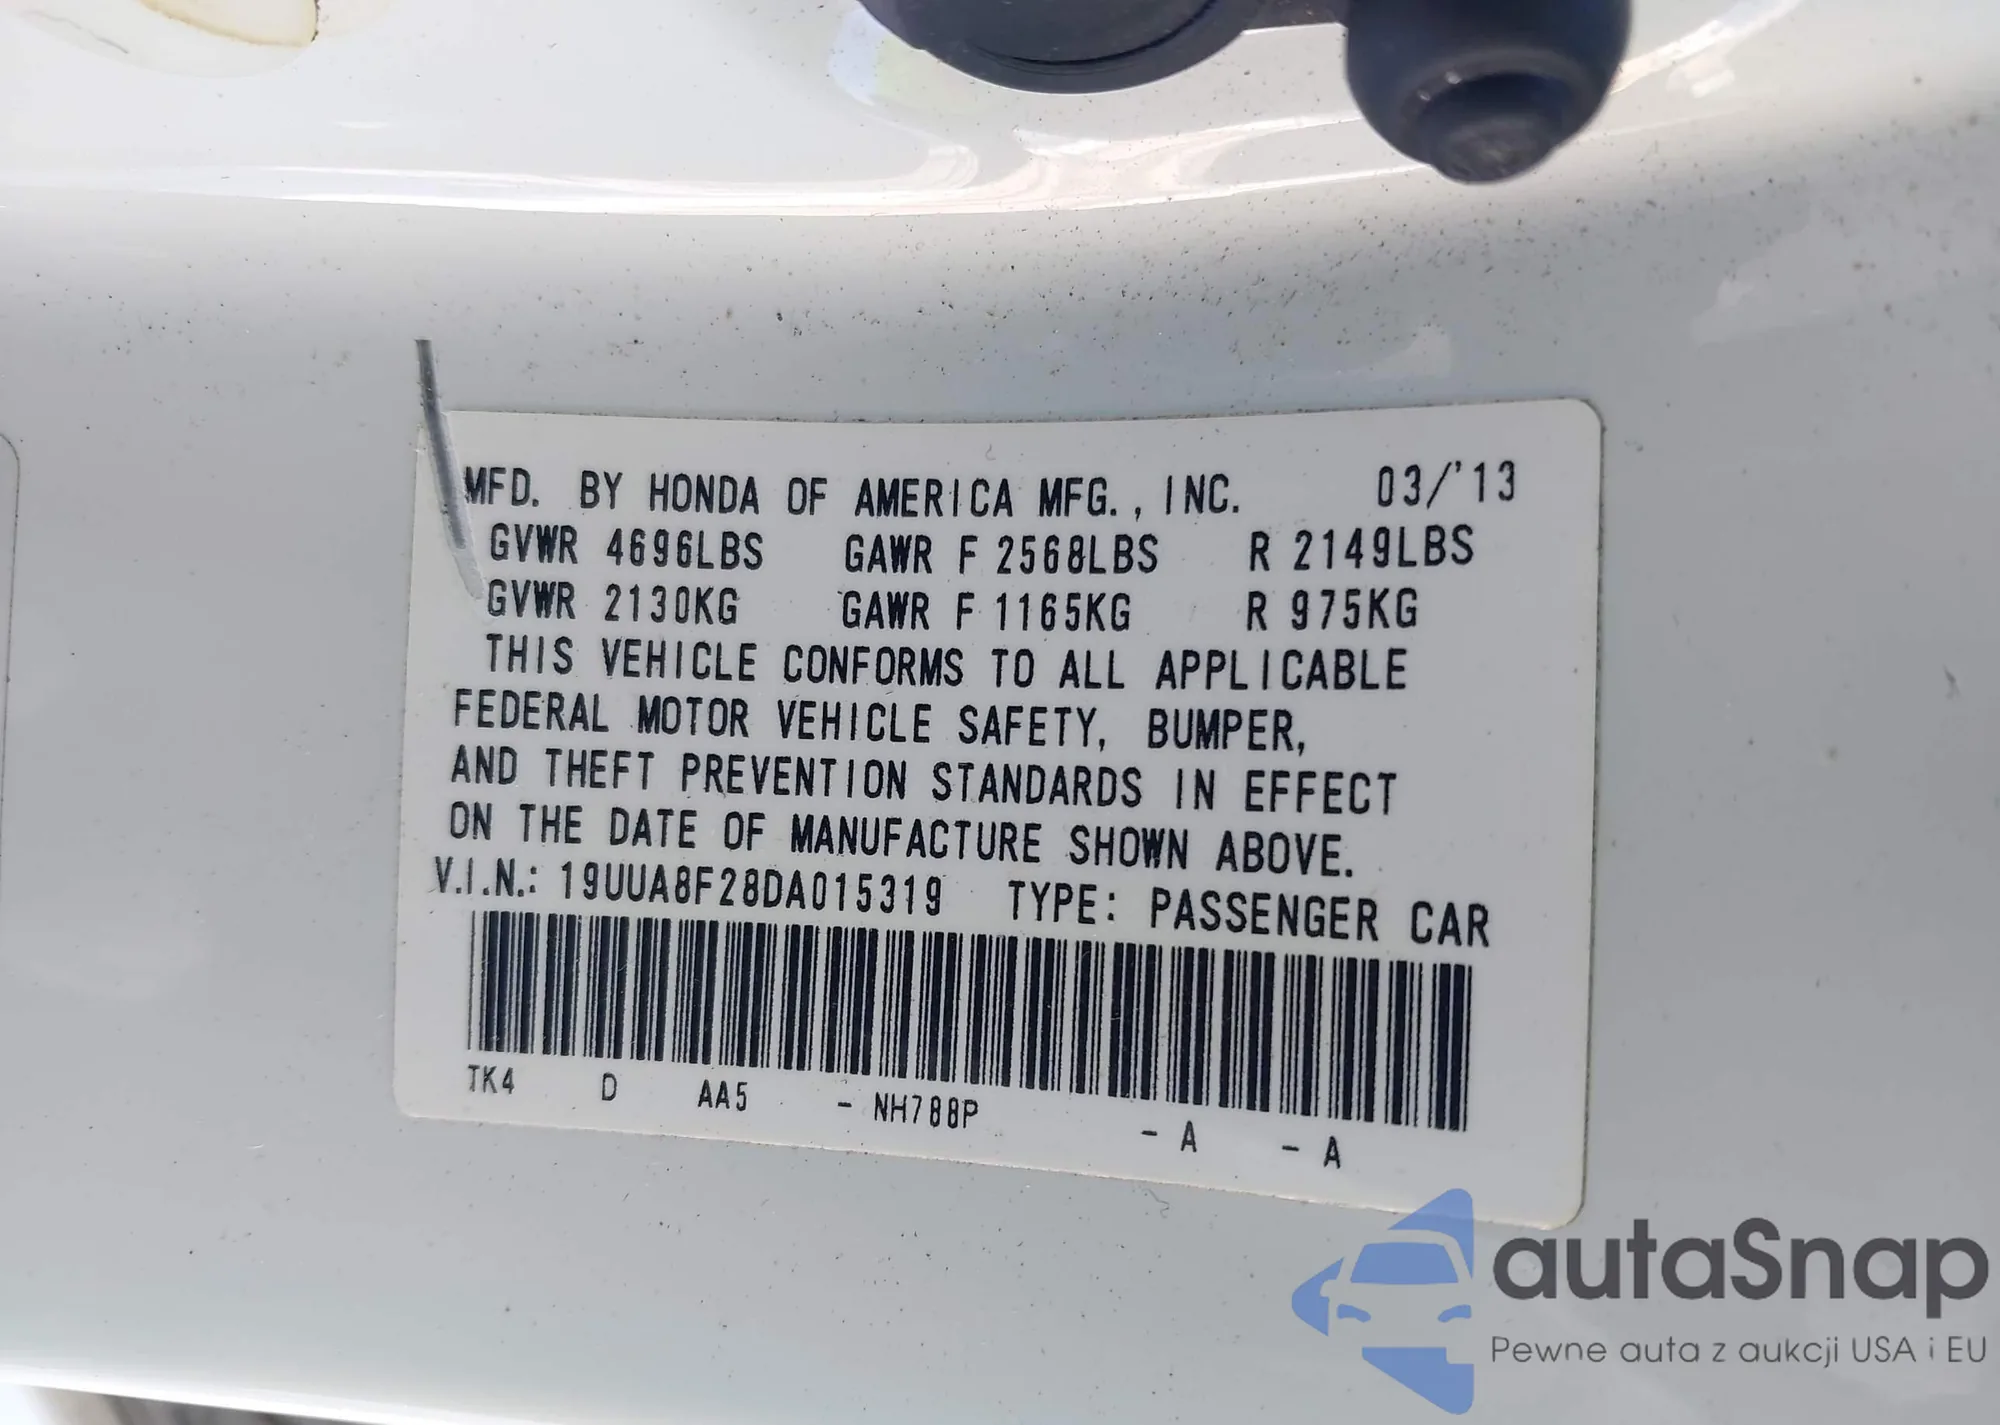 MFD. BY HONDA OF AMERICA MFG., INC. 03/'13
GVWR 4696LBS GAWR F 2568LBS R 2149LBS
GVWR 2130KG GAWR F 1165KG R 975KG
THIS VEHICLE CONFORMS TO ALL APPLICABLE
FEDERAL MOTOR VEHICLE SAFETY, BUMPER,
AND THEFT PREVENTION STANDARDS IN EFFECT
ON THE DATE OF MANUFACTURE SHOWN ABOVE.
V.I.N.: 19UUA8F28DA015319 TYPE: PASSENGER CAR
TK4 D AA5 - NH788P - A - A
autaSnap
Pewne auta z aukcji USA i EU